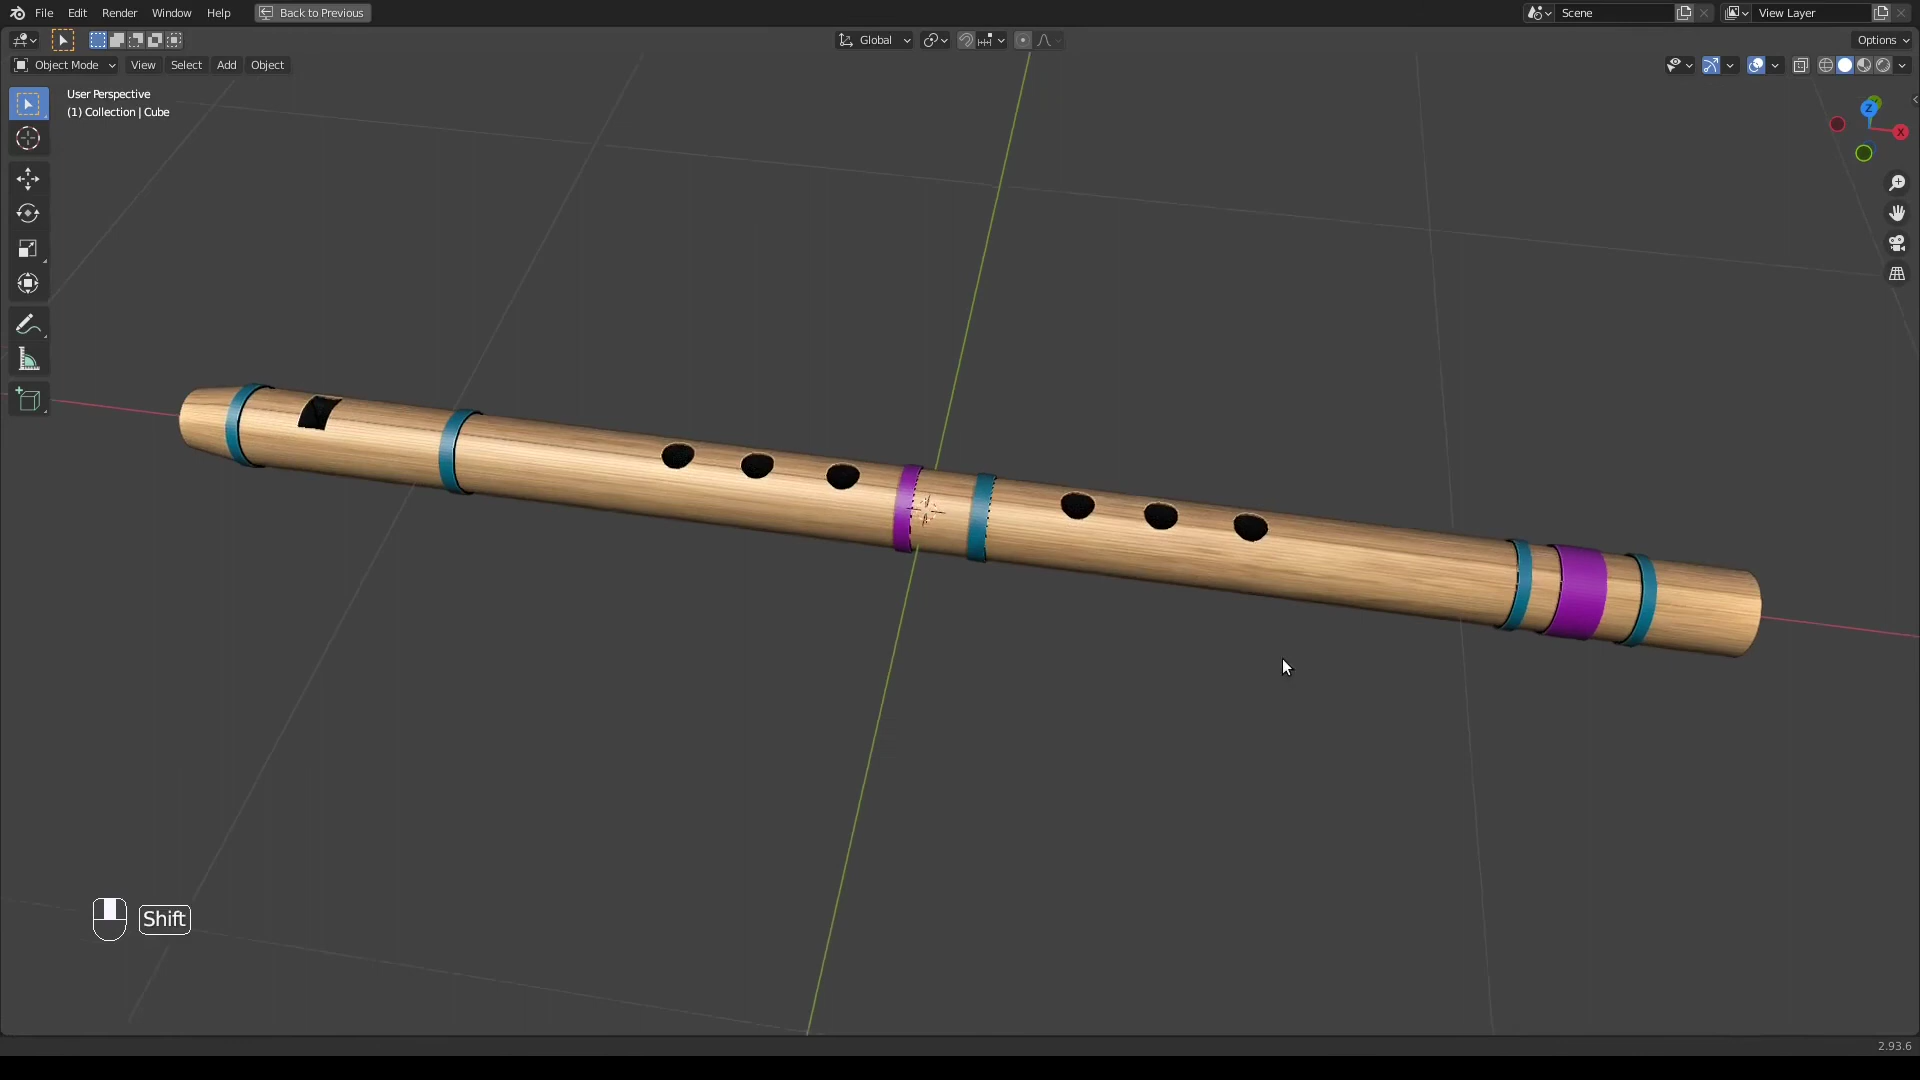 File Edit Render Window Help Back to Previous Scene View Layer
Global Options
Object Mode View Select Add Object
User Perspective
(1) Collection | Cube
Z
X
Shift
2.93.6